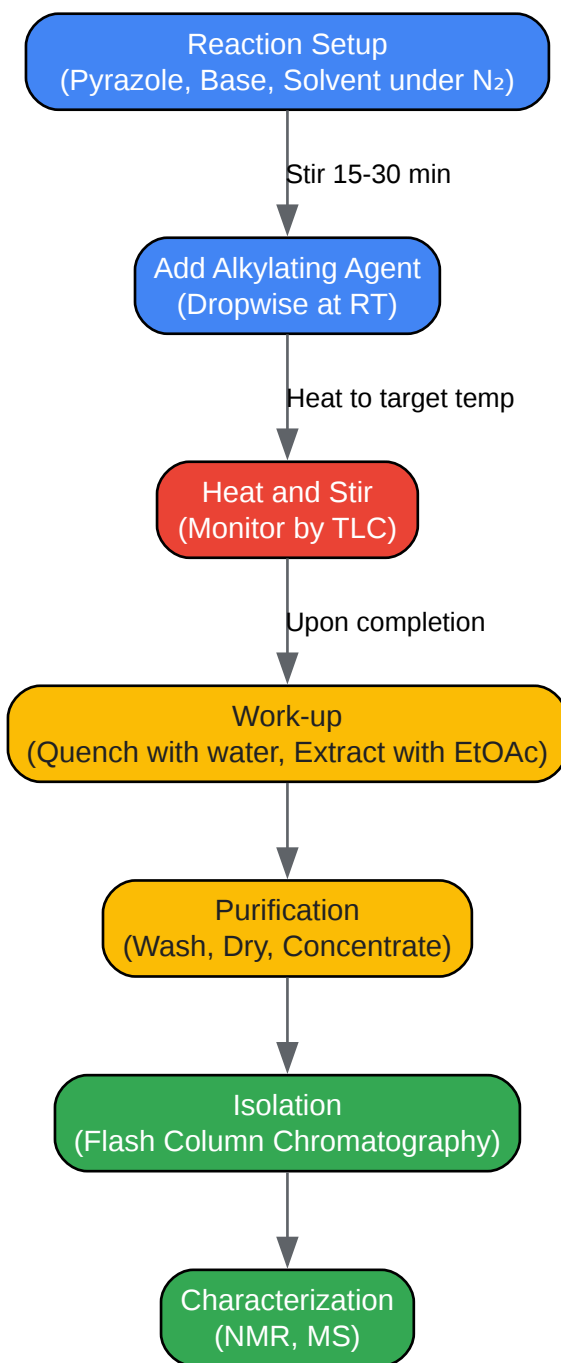 Reaction Setup
(Pyrazole, Base, Solvent under N₂)
Stir 15-30 min
Add Alkylating Agent
(Dropwise at RT)
Heat to target temp
Heat and Stir
(Monitor by TLC)
Upon completion
Work-up
(Quench with water, Extract with EtOAc)
Purification
(Wash, Dry, Concentrate)
Isolation
(Flash Column Chromatography)
Characterization
(NMR, MS)